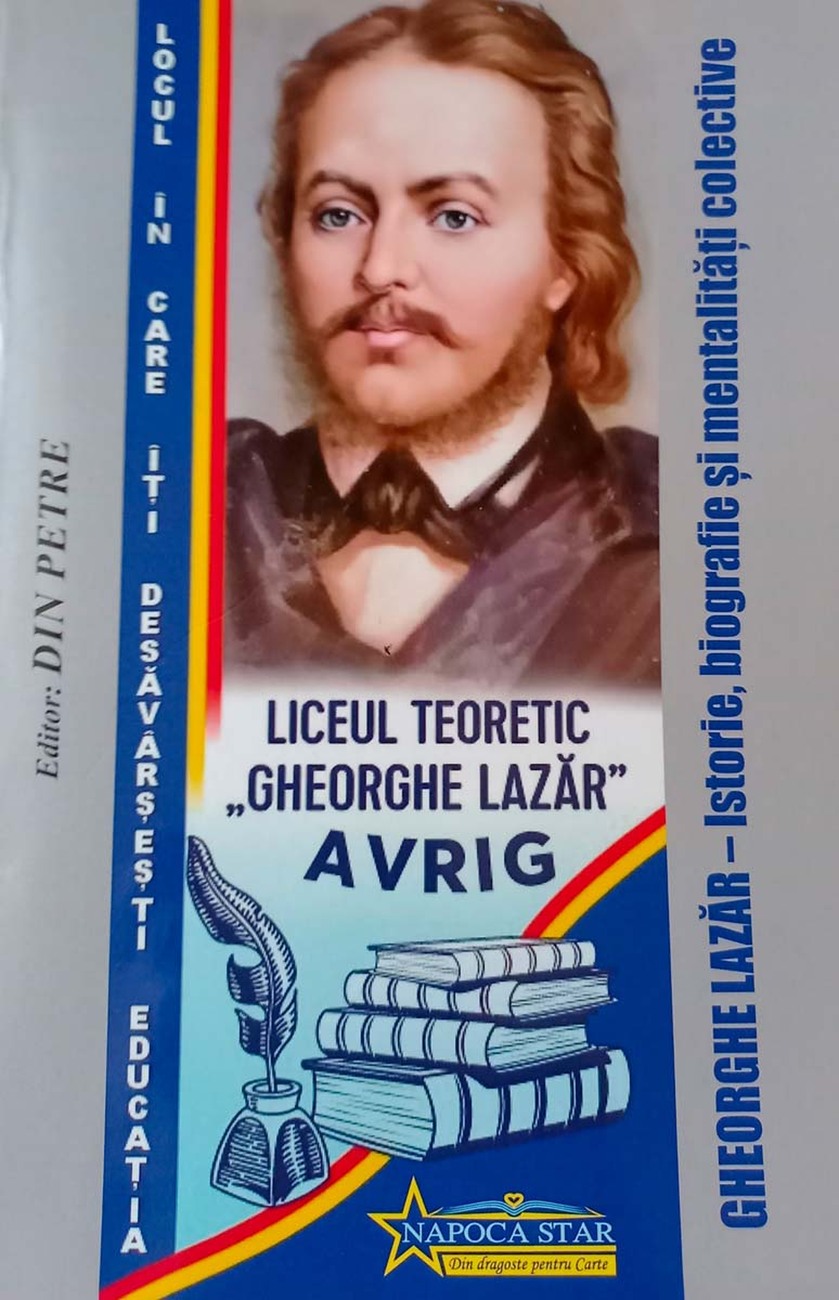 Editor: DIN PETRE
LOCUL ÎN CARE ÎȚI DESĂVÂRȘEȘTI EDUCAȚIA
LICEUL TEORETIC
„GHEORGHE LAZĂR”
AVRIG
NAPOCA STAR
Din dragoste pentru Carte
GHEORGHE LAZĂR – Istorie, biografie și mentalități colective